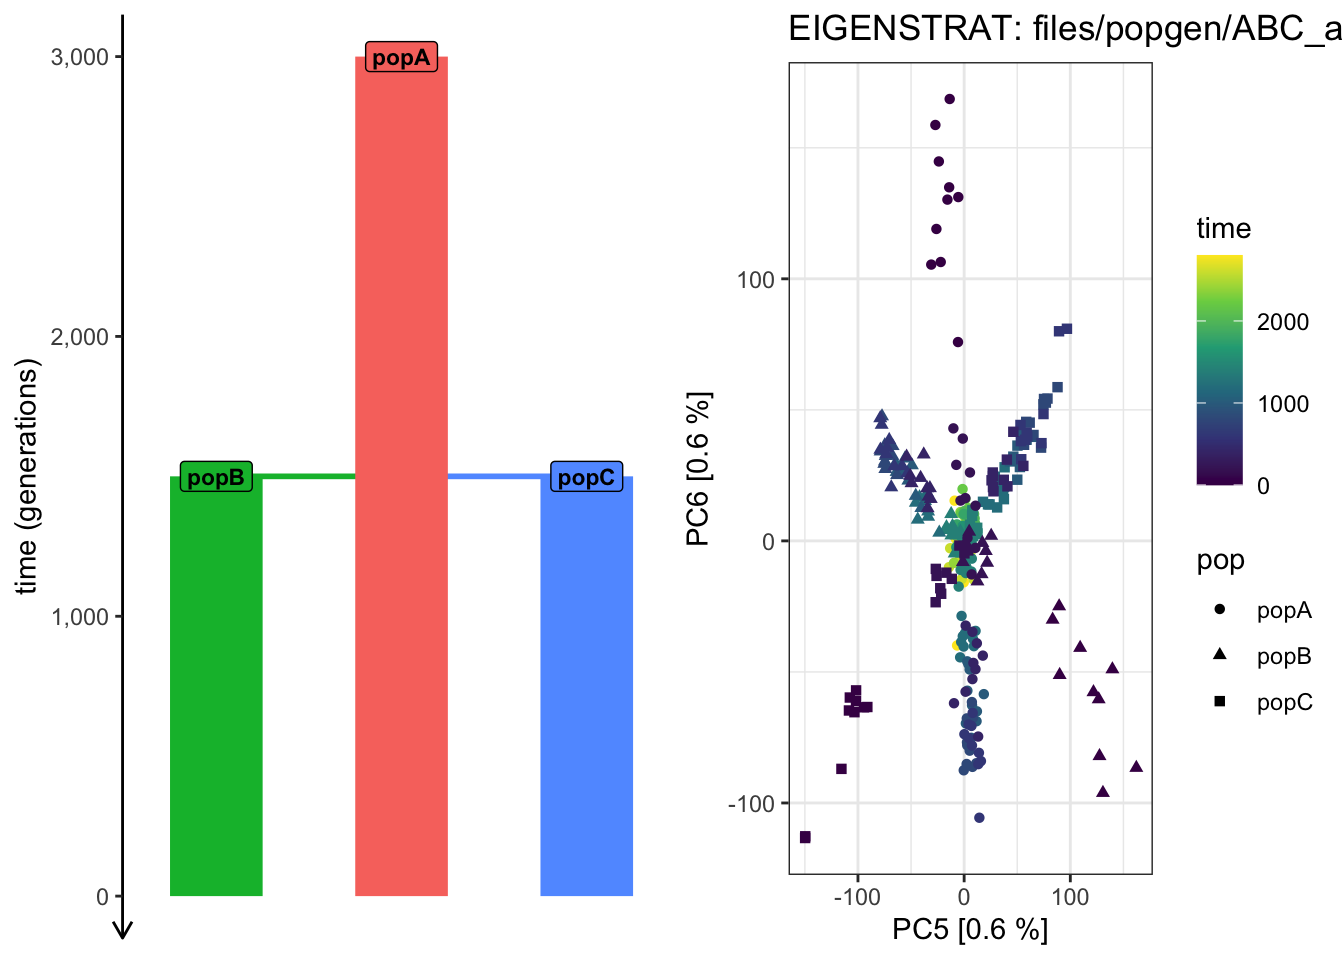 time (generations)
3,000
2,000
1,000
0
popA
popB
popC
EIGENSTRAT: files/popgen/ABC_a
PC6 [0.6 %]
100
0
-100
-100
0
100
PC5 [0.6 %]
time
2000
1000
0
pop
popA
popB
popC